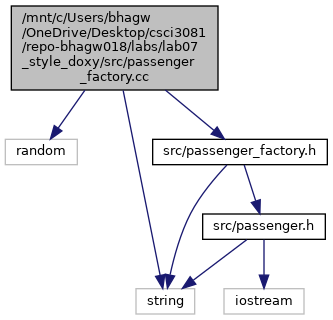 /mnt/c/Users/bhagw
/OneDrive/Desktop/csci3081
/repo-bhagw018/labs/lab07
_style_doxy/src/passenger
_factory.cc
random
src/passenger_factory.h
src/passenger.h
string
iostream